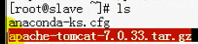 [root@slave ~]# ls
anaconda-ks.cfg
apache-tomcat-7.0.33.tar.gz